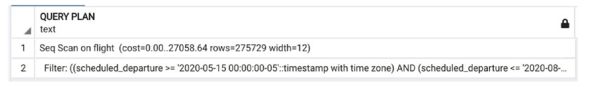 QUERY PLAN
text
1 Seq Scan on flight (cost=0.00..27058.64 rows=275729 width=12)
2 Filter: ((scheduled_departure >= '2020-05-15 00:00:00-05'::timestamp with time zone) AND (scheduled_departure <= '2020-08-...